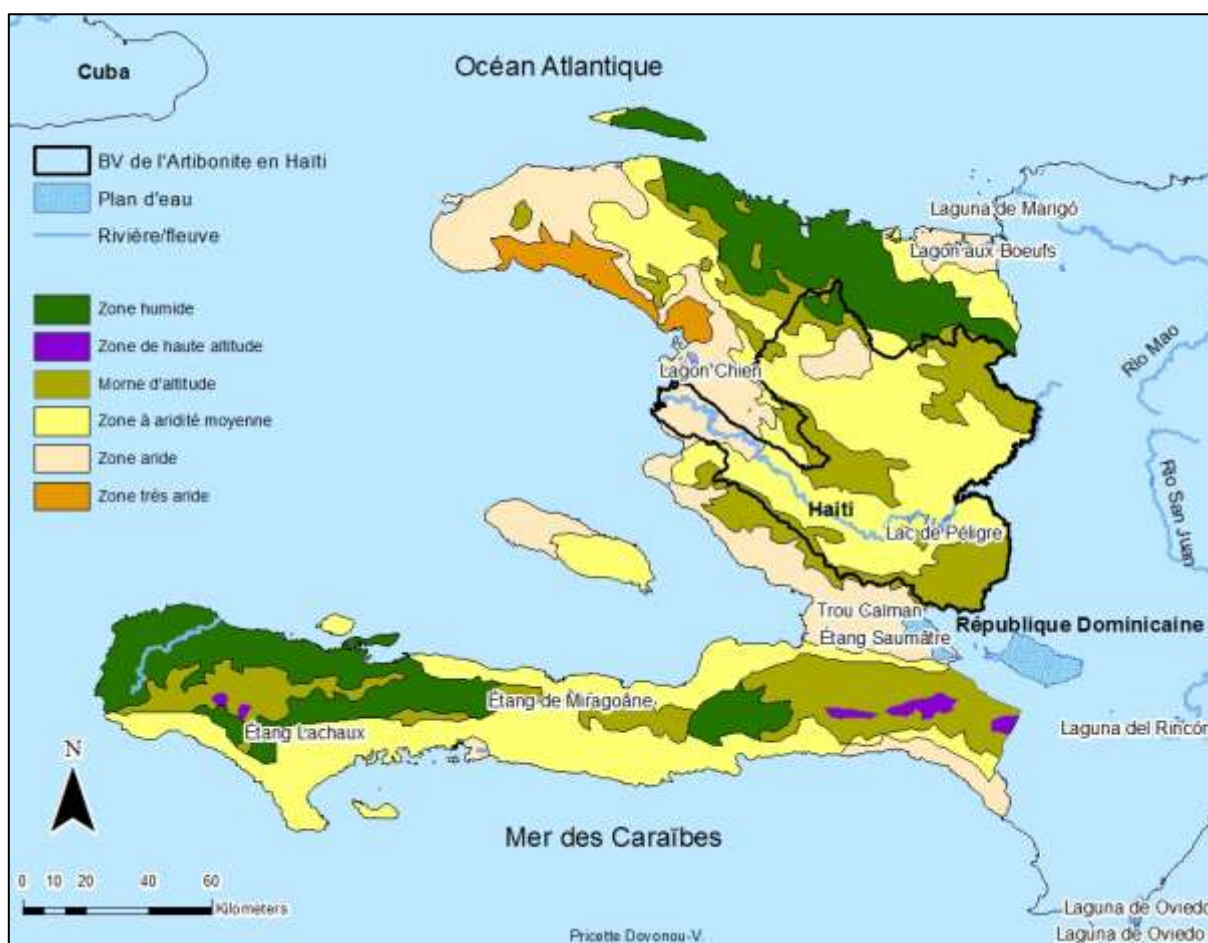 Cuba
Océan Atlantique
BV de l'Artibonite en Haïti
Plan d'eau
Rivière/fleuve
Zone humide
Zone de haute altitude
Morne d'altitude
Zone à aridité moyenne
Zone aride
Zone très aride
Laguna de Marigó
Lagon aux Boeufs
Rio Mao
Lagon Chien
Rio San Juan
Haiti
Lac de Péligre
Trou Caïman
Étang Saumâtre
République Dominicaine
Étang de Miragoâne
Étang Lachaux
Laguna del Rincón
N
Mer des Caraïbes
0 10 20 40 60
Kilometers
Laguna de Oviedo
Laguna de Oviedo
Pricette Dovonou-V.